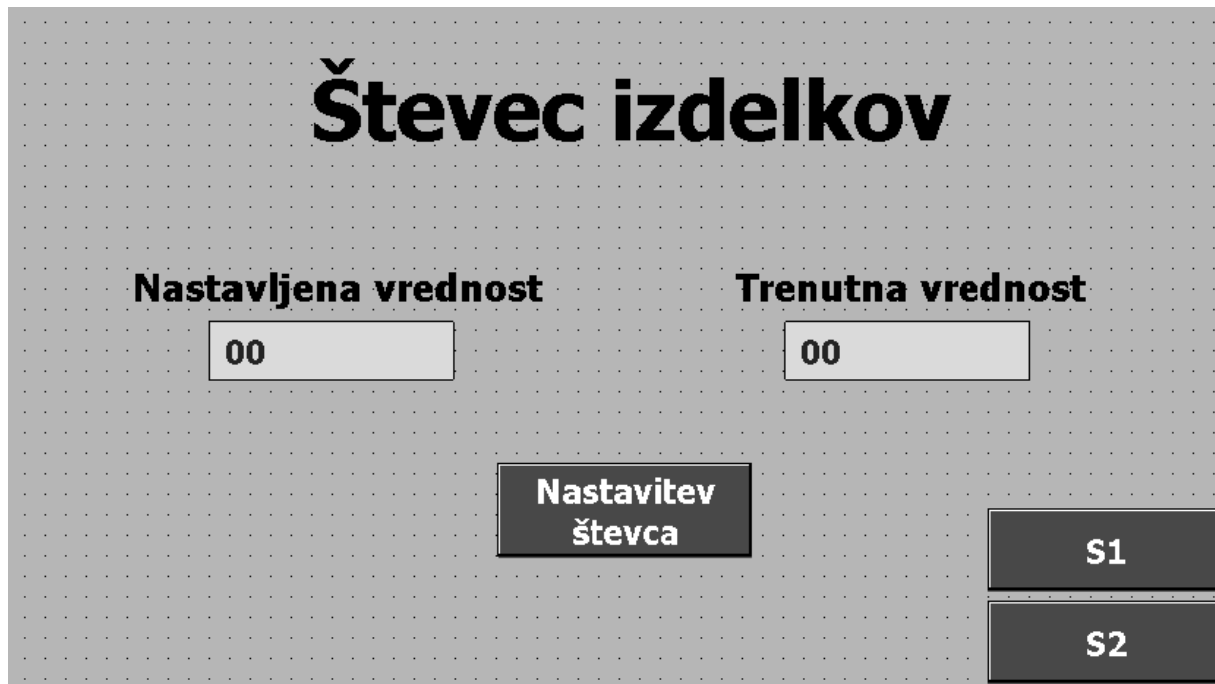 Števec izdelkov
Nastavljena vrednost
Trenutna vrednost
00
00
Nastavitev
števca
S1
S2